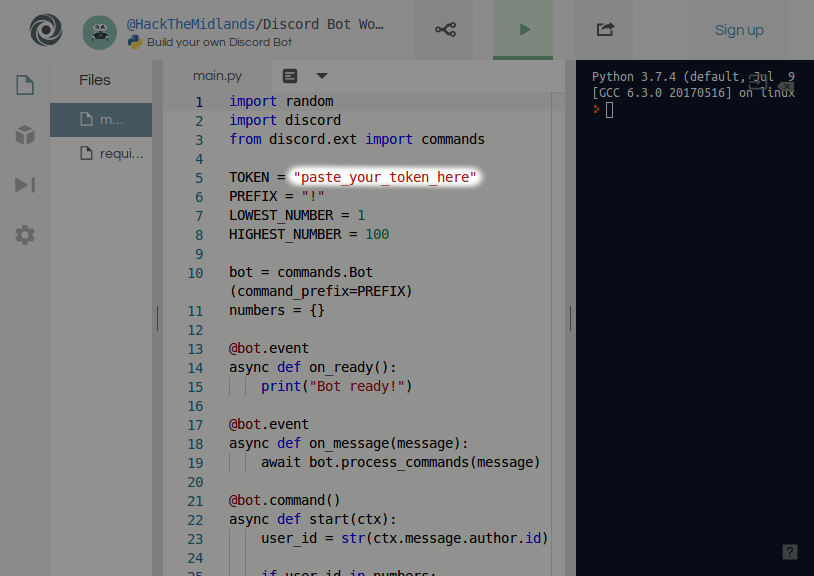 @HackTheMidlands/Discord Bot Wo…
Build your own Discord Bot
Sign up
Files
m...
requi...
main.py
1 import random
2 import discord
3 from discord.ext import commands
4
5 TOKEN = "paste_your_token_here"
6 PREFIX = "!"
7 LOWEST_NUMBER = 1
8 HIGHEST_NUMBER = 100
9
10 bot = commands.Bot
(command_prefix=PREFIX)
11 numbers = {}
12
13 @bot.event
14 async def on_ready():
15 print("Bot ready!")
16
17 @bot.event
18 async def on_message(message):
19 await bot.process_commands(message)
20
21 @bot.command()
22 async def start(ctx):
23 user_id = str(ctx.message.author.id)
24
25 if user_id in numbers:
Python 3.7.4 (default, Jul 9
[GCC 6.3.0 20170516] on linux
?